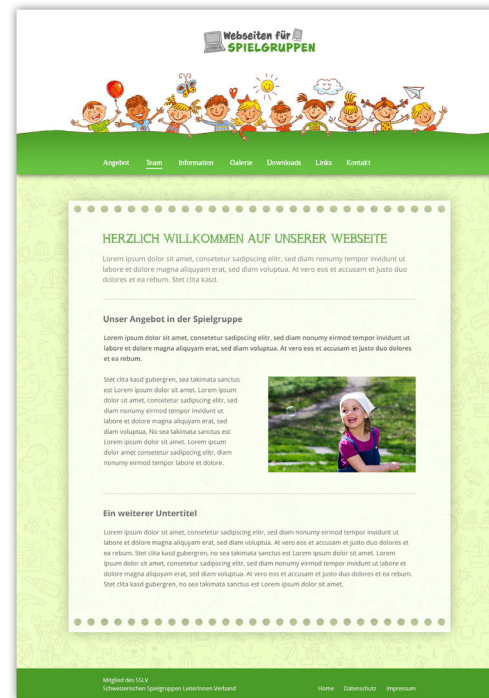 Webseiten für
SPIELGRUPPEN
Angebot Team Information Galerie Downloads Links Kontakt
HERZLICH WILLKOMMEN AUF UNSERER WEBSEITE
Lorem ipsum dolor sit amet, consetetur sadipscing elitr, sed diam nonumy tempor invidunt ut
labore et dolore magna aliquyam erat, sed diam voluptua. At vero eos et accusam et justo duo
dolores et ea rebum. Stet clita kasd.
Unser Angebot in der Spielgruppe
Lorem ipsum dolor sit amet, consetetur sadipscing elitr, sed diam nonumy eirmod tempor invidunt ut
labore et dolore magna aliquyam erat, sed diam voluptua. At vero eos et accusam et justo duo dolores
et ea rebum.
Stet clita kasd gubergren, sea takimata sanctus
est Lorem ipsum dolor sit amet. Lorem ipsum
dolor sit amet, consetetur sadipscing elitr, sed
diam nonumy eirmod tempor invidunt ut
labore et dolore magna aliquyam erat, sed
diam voluptua. No sea takimata sanctus est
Lorem ipsum dolor sit amet. Lorem ipsum
dolor amet consetetur sadipscing elitr, diam
nonumy eirmod tempor labore et dolore.
Ein weiterer Untertitel
Lorem ipsum dolor sit amet, consetetur sadipscing elitr, sed diam nonumy eirmod tempor invidunt ut
labore et dolore magna aliquyam erat, sed diam voluptua. At vero eos et accusam et justo duo dolores et
ea rebum. Stet clita kasd gubergren, no sea takimata sanctus est Lorem ipsum dolor sit amet. Lorem
ipsum dolor sit amet, consetetur sadipscing elitr, sed diam nonumy eirmod tempor invidunt ut labore et
dolore magna aliquyam erat, sed diam voluptua. At vero eos et accusam et justo duo dolores et ea rebum.
Stet clita kasd gubergren, sea takimata sanctus est Lorem ipsum dolor sit amet.
Mitglied des SSLV
Schweizerischen Spielgruppen LeiterInnen Verband
Home Datenschutz Impressum